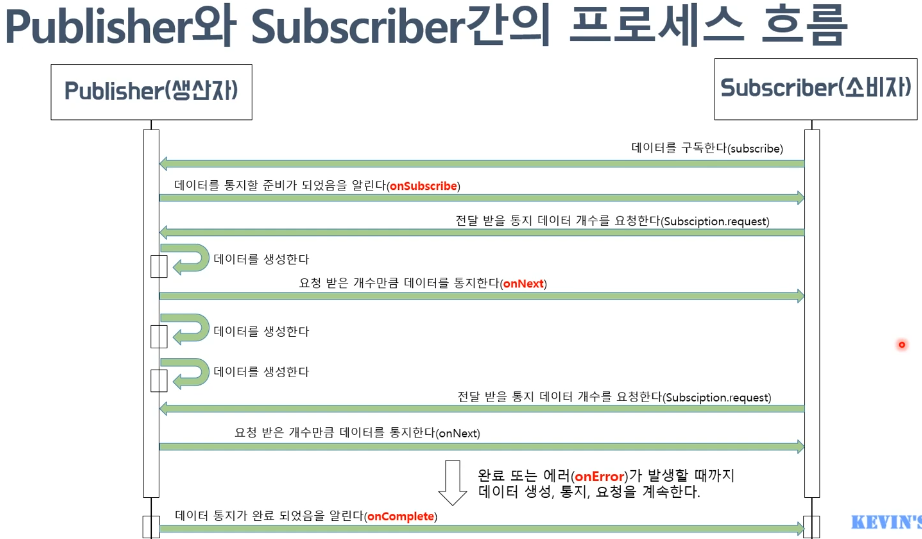 Publisher와 Subscriber간의 프로세스 흐름
Publisher(생산자)
Subscriber(소비자)
데이터를 구독한다(subscribe)
데이터를 통지할 준비가 되었음을 알린다(onSubscribe)
전달 받을 통지 데이터 개수를 요청한다(Subsciption.request)
데이터를 생성한다
요청 받은 개수만큼 데이터를 통지한다(onNext)
데이터를 생성한다
데이터를 생성한다
전달 받을 통지 데이터 개수를 요청한다(Subsciption.request)
요청 받은 개수만큼 데이터를 통지한다(onNext)
완료 또는 에러(onError)가 발생할 때까지
데이터 생성, 통지, 요청을 계속한다.
데이터 통지가 완료 되었음을 알린다(onComplete)
KEVIN'S